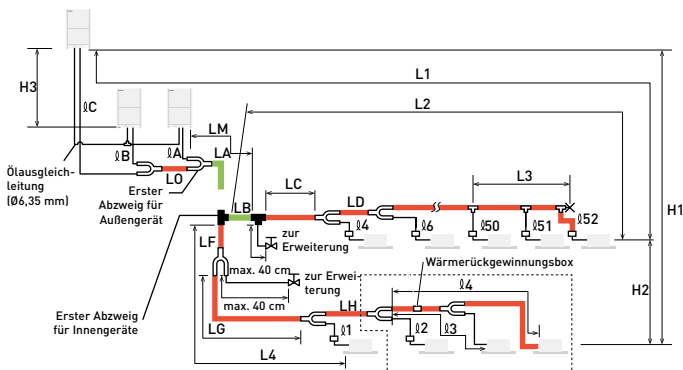 L1
H3
L2
ℓC
LM
L3
ℓB
ℓA
LA
Ölausgleich-
leitung
(Ø6,35 mm)
LO
Erster
Abzweig für
Außengerät
LC
LD
H1
LB
ℓ4
ℓ6
ℓ50
ℓ51
ℓ52
zur
Erweiterung
LF
max. 40 cm
zur Erwei-
terung
Wärmerückgewinnungsbox
H2
max. 40 cm
LH
ℓ4
Erster Abzweig
für Innengeräte
LG
ℓ1
ℓ2
ℓ3
L4